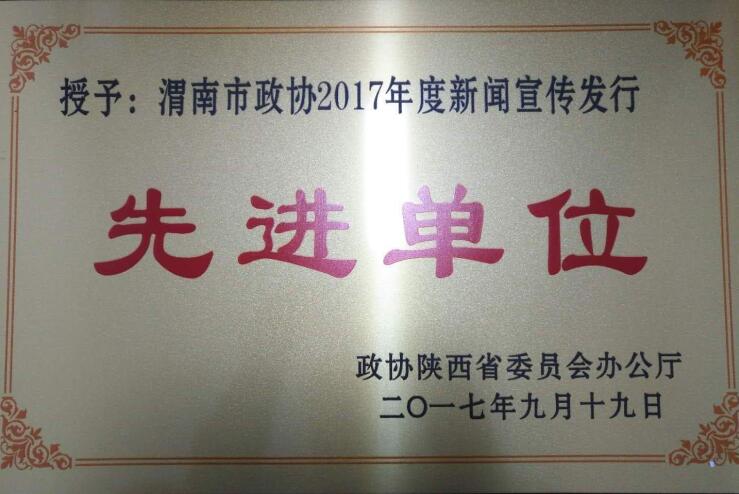 授予：渭南市政协2017年度新闻宣传发行
先进单位
政协陕西省委员会办公厅
二〇一七年九月十九日